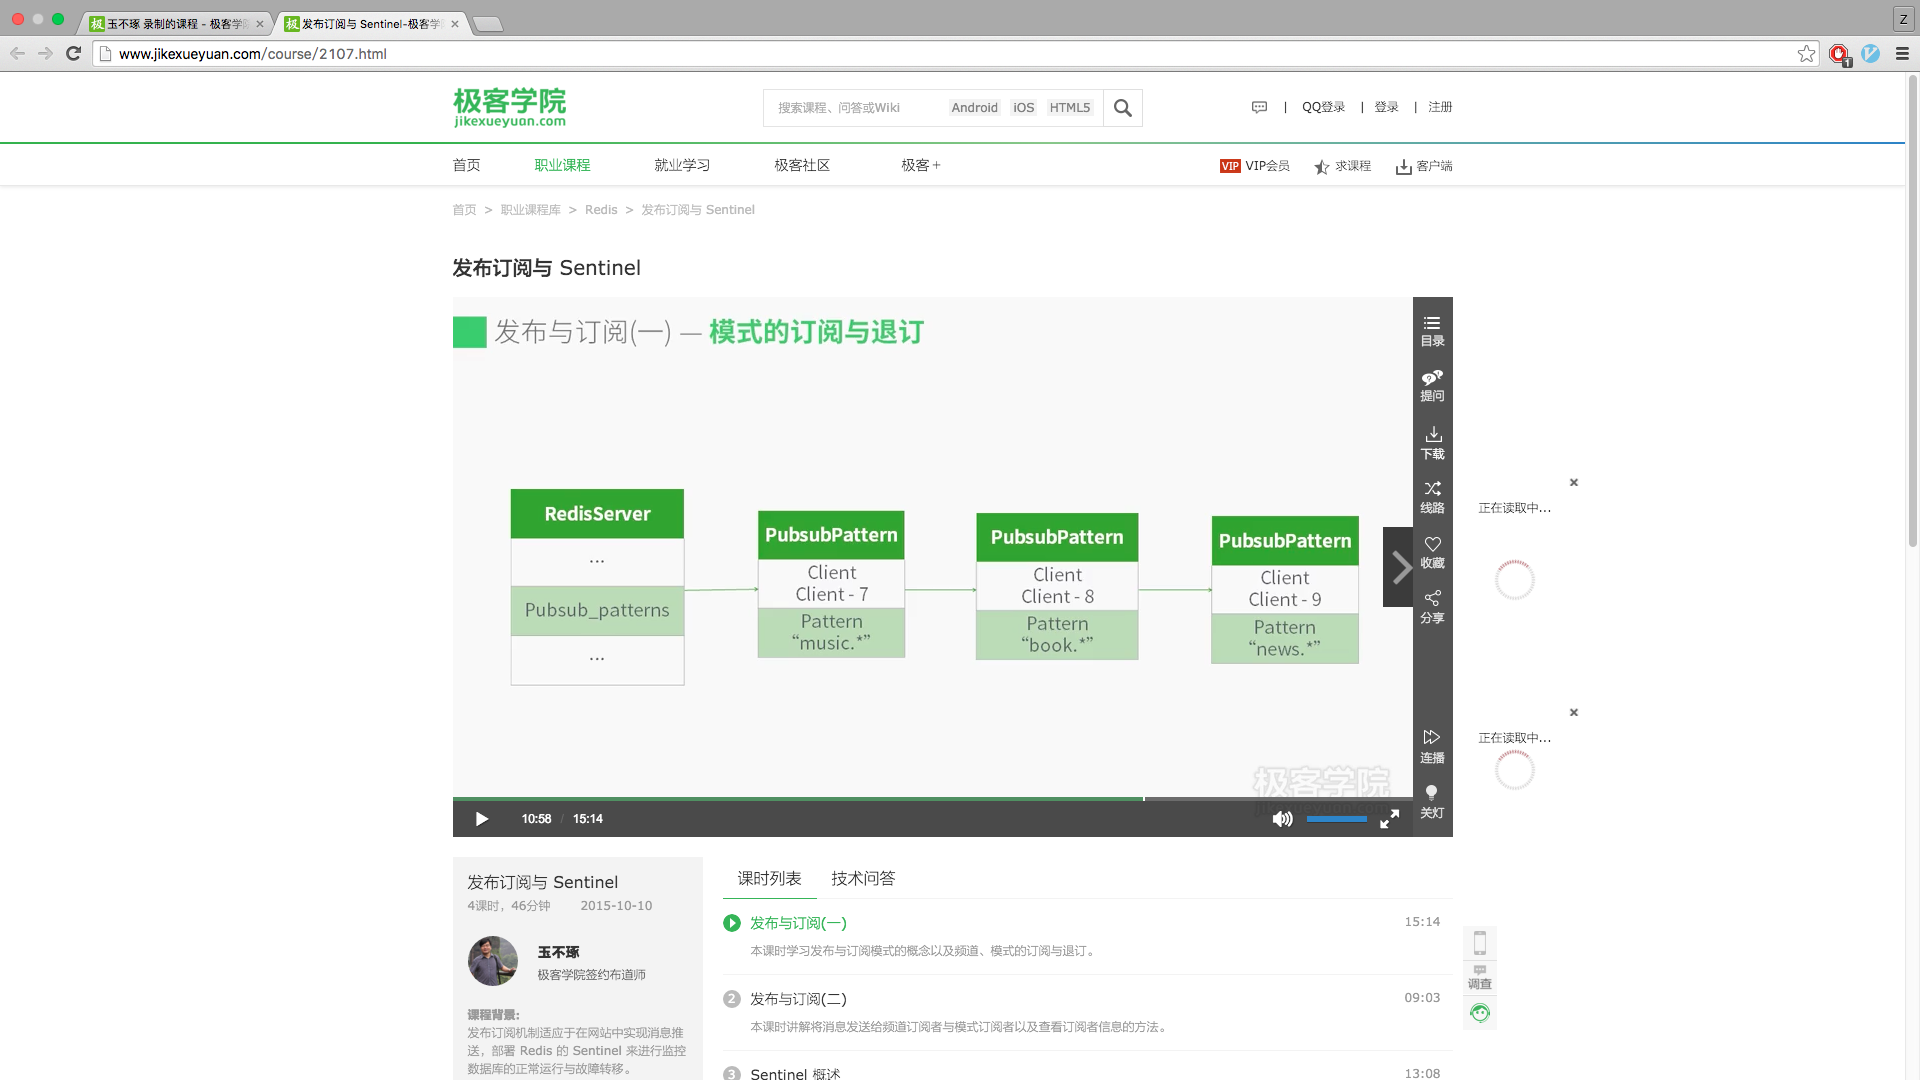 玉不琢 录制的课程 - 极客学院
发布订阅与 Sentinel-极客学
Z
www.jikexueyuan.com/course/2107.html
极客学院
jikexueyuan.com
搜索课程、问答或Wiki
Android
iOS
HTML5
| QQ登录 | 登录 | 注册
首页
职业课程
就业学习
极客社区
极客+
VIP VIP会员
求课程
客户端
首页 > 职业课程库 > Redis > 发布订阅与 Sentinel
发布订阅与 Sentinel
发布与订阅(一) — 模式的订阅与退订
RedisServer
...
Pubsub_patterns
...
PubsubPattern
Client
Client - 7
Pattern
“music.*”
PubsubPattern
Client
Client - 8
Pattern
“book.*”
PubsubPattern
Client
Client - 9
Pattern
“news.*”
极客学院
jikexueyuan.com
目录
提问
下载
线路
收藏
分享
连播
关灯
正在读取中...
正在读取中...
10:58 / 15:14
发布订阅与 Sentinel
4课时，46分钟 2015-10-10
玉不琢
极客学院签约布道师
课程背景：
发布订阅机制适应于在网站中实现消息推
送，部署 Redis 的 Sentinel 来进行监控
数据库的正常运行与故障转移。
课时列表
技术问答
发布与订阅(一) 15:14
本课时学习发布与订阅模式的概念以及频道、模式的订阅与退订。
2 发布与订阅(二) 09:03
本课时讲解将消息发送给频道订阅者与模式订阅者以及查看订阅者信息的方法。
3 Sentinel 概述 13:08
调查